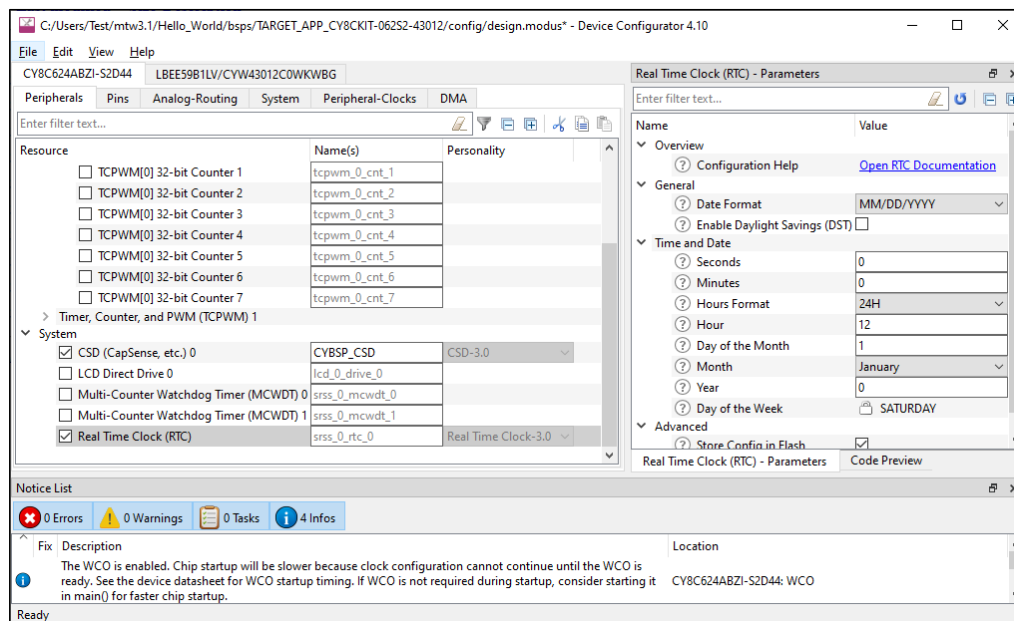 C:/Users/Test/mtw3.1/Hello_World/bsps/TARGET_APP_CY8CKIT-062S2-43012/config/design.modus* - Device Configurator 4.10
File Edit View Help
CY8C624ABZI-S2D44 LBEE59B1LV/CYW43012C0WKWBG
Peripherals Pins Analog-Routing System Peripheral-Clocks DMA
Enter filter text...
Resource Name(s) Personality
TCPWM[0] 32-bit Counter 1 tcpwm_0_cnt_1
TCPWM[0] 32-bit Counter 2 tcpwm_0_cnt_2
TCPWM[0] 32-bit Counter 3 tcpwm_0_cnt_3
TCPWM[0] 32-bit Counter 4 tcpwm_0_cnt_4
TCPWM[0] 32-bit Counter 5 tcpwm_0_cnt_5
TCPWM[0] 32-bit Counter 6 tcpwm_0_cnt_6
TCPWM[0] 32-bit Counter 7 tcpwm_0_cnt_7
Timer, Counter, and PWM (TCPWM) 1
System
CSD (CapSense, etc.) 0 CYBSP_CSD CSD-3.0
LCD Direct Drive 0 lcd_0_drive_0
Multi-Counter Watchdog Timer (MCWDT) 0 srss_0_mcwdt_0
Multi-Counter Watchdog Timer (MCWDT) 1 srss_0_mcwdt_1
Real Time Clock (RTC) srss_0_rtc_0 Real Time Clock-3.0
Real Time Clock (RTC) - Parameters
Enter filter text...
Name Value
Overview
Configuration Help Open RTC Documentation
General
Date Format MM/DD/YYYY
Enable Daylight Savings (DST)
Time and Date
Seconds 0
Minutes 0
Hours Format 24H
Hour 12
Day of the Month 1
Month January
Year 0
Day of the Week SATURDAY
Advanced
Store Config in Flash
Real Time Clock (RTC) - Parameters Code Preview
Notice List
0 Errors 0 Warnings 0 Tasks 4 Infos
Fix Description Location
The WCO is enabled. Chip startup will be slower because clock configuration cannot continue until the WCO is
ready. See the device datasheet for WCO startup timing. If WCO is not required during startup, consider starting it CY8C624ABZI-S2D44: WCO
in main() for faster chip startup.
Ready